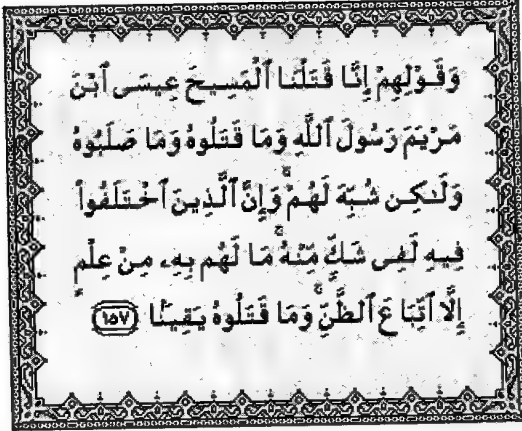 وَقَوْلِهِمْ إِنَّا قَتَلْنَا ٱلْمَسِيحَ عِيسَى ٱبْنَ
مَرْيَمَ رَسُولَ ٱللَّهِ وَمَا قَتَلُوهُ وَمَا صَلَبُوهُ
وَلَٰكِن شُبِّهَ لَهُمْ ۚ وَإِنَّ ٱلَّذِينَ ٱخْتَلَفُوا۟
فِيهِ لَفِى شَكٍّ مِّنْهُ ۚ مَا لَهُم بِهِۦ مِنْ عِلْمٍ
إِلَّا ٱتِّبَاعَ ٱلظَّنِّ ۚ وَمَا قَتَلُوهُ يَقِينًۢا ١٥٧